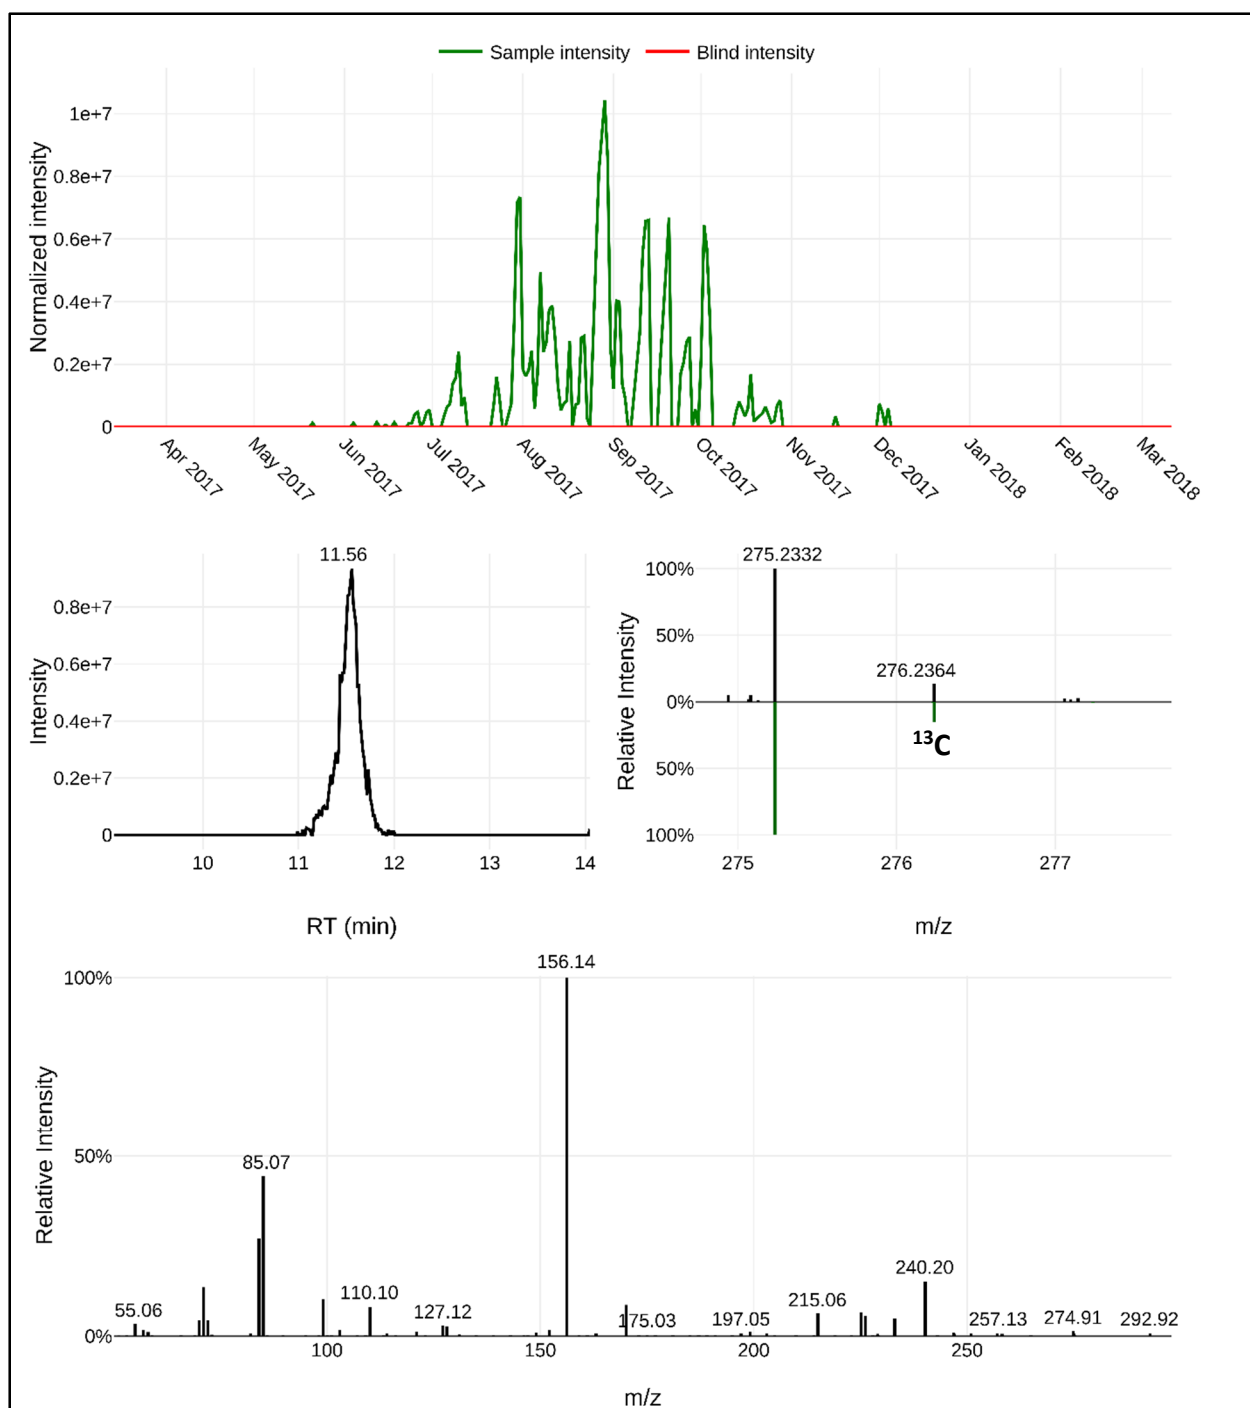 Sample intensity Blind intensity
Normalized intensity
1e+7
0.8e+7
0.6e+7
0.4e+7
0.2e+7
0
Apr 2017 May 2017 Jun 2017 Jul 2017 Aug 2017 Sep 2017 Oct 2017 Nov 2017 Dec 2017 Jan 2018 Feb 2018 Mar 2018
11.56
Intensity
0.8e+7
0.6e+7
0.4e+7
0.2e+7
0
10 11 12 13 14
RT (min)
275.2332
Relative Intensity
100%
50%
276.2364
0%
13C
50%
100%
275 276 277
m/z
156.14
Relative Intensity
100%
50%
85.07
240.20
55.06 110.10 127.12 175.03 197.05 215.06 257.13 274.91 292.92
0%
100 150 200 250
m/z